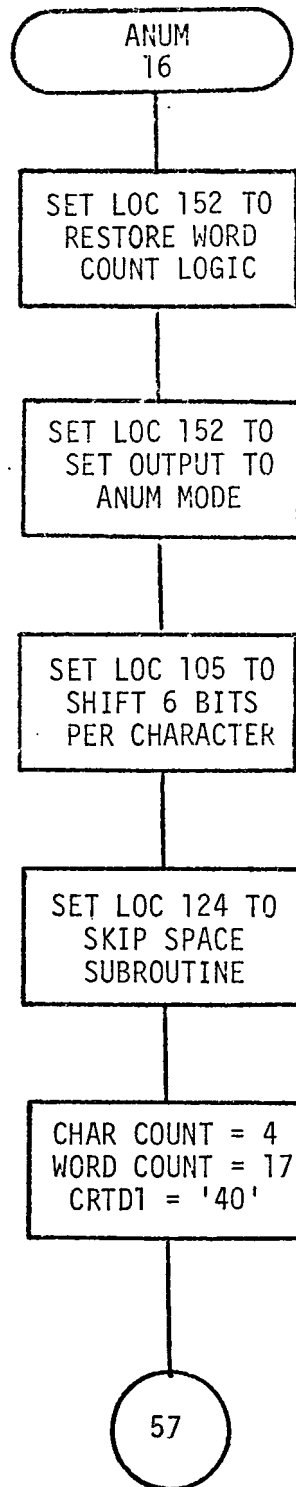 ANUM
16
SET LOC 152 TO
RESTORE WORD
COUNT LOGIC
SET LOC 152 TO
SET OUTPUT TO
ANUM MODE
SET LOC 105 TO
SHIFT 6 BITS
PER CHARACTER
SET LOC 124 TO
SKIP SPACE
SUBROUTINE
CHAR COUNT = 4
WORD COUNT = 17
CRTD1 = '40'
57